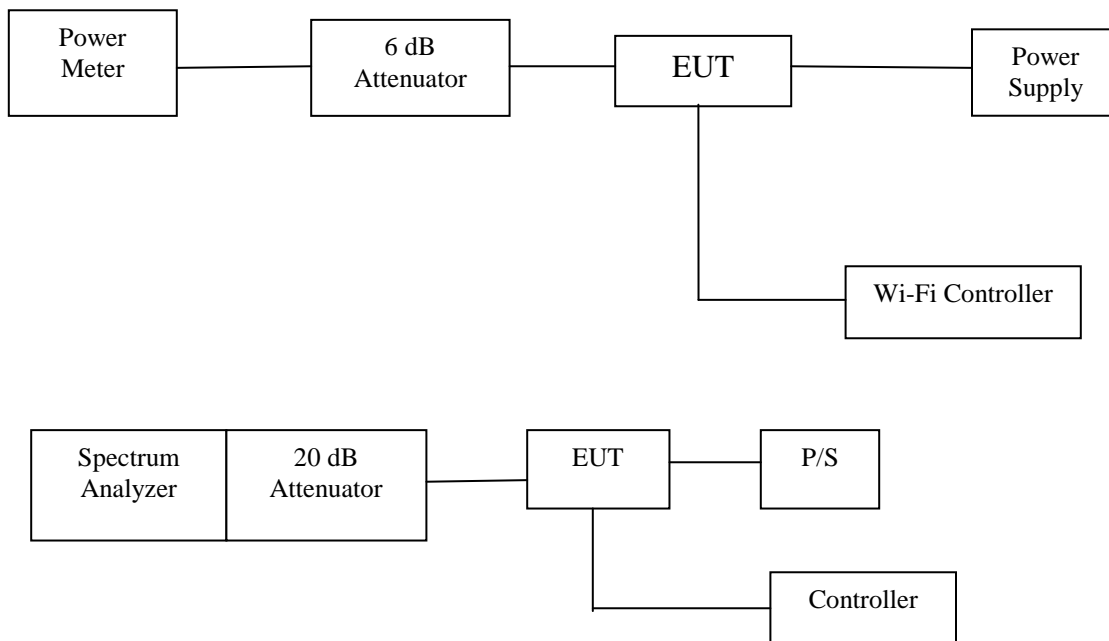 Power
Meter
6 dB
Attenuator
EUT
Power
Supply
Wi-Fi Controller
Spectrum
Analyzer
20 dB
Attenuator
EUT
P/S
Controller